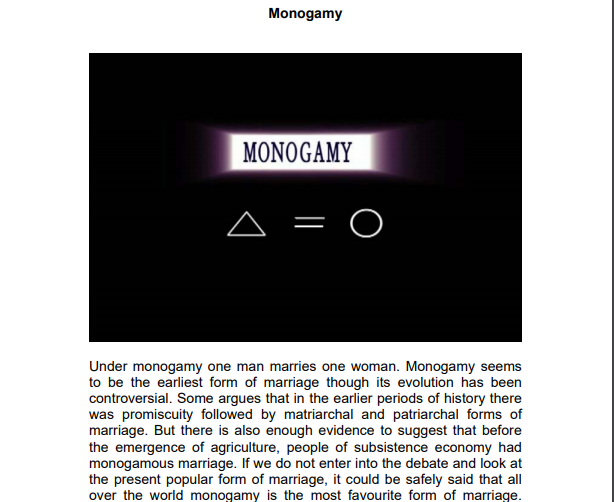 Monogamy
MONOGAMY
=
Under monogamy one man marries one woman. Monogamy seems
to be the earliest form of marriage though its evolution has been
controversial. Some argues that in the earlier periods of history there
was promiscuity followed by matriarchal and patriarchal forms of
marriage. But there is also enough evidence to suggest that before
the emergence of agriculture, people of subsistence economy had
monogamous marriage. If we do not enter into the debate and look at
the present popular form of marriage, it could be safely said that all
over the world monogamy is the most favourite form of marriage.